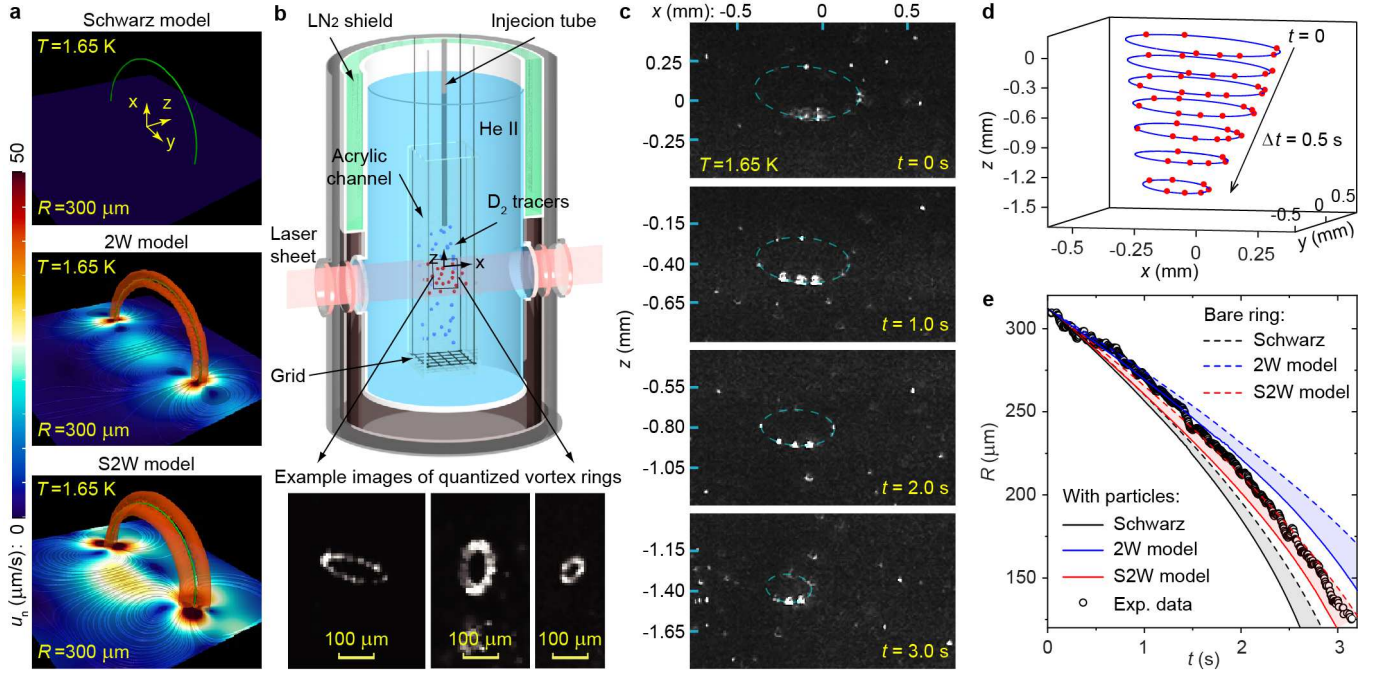 a
Schwarz model
T=1.65 K
x
z
y
R=300 μm
50
uₙ (μm/s):
0
2W model
T=1.65 K
R=300 μm
S2W model
T=1.65 K
R=300 μm
b
LN₂ shield
Injecion tube
He II
Acrylic
channel
D₂ tracers
Laser
sheet
z
x
Grid
Example images of quantized vortex rings
100 μm
100 μm
100 μm
c
x (mm): -0.5 0 0.5
z (mm)
0.25
0
-0.25
T=1.65 K
t = 0 s
-0.15
-0.40
-0.65
t = 1.0 s
-0.55
-0.80
-1.05
t = 2.0 s
-1.15
-1.40
-1.65
t = 3.0 s
d
t = 0
Δt = 0.5 s
z (mm)
0
-0.3
-0.6
-0.9
-1.2
-1.5
-0.25 0 0.25
x (mm)
-0.5 0 0.5
y (mm)
e
R (μm)
300
250
200
150
0 1 2 3
t (s)
Bare ring:
Schwarz
2W model
S2W model
With particles:
Schwarz
2W model
S2W model
Exp. data